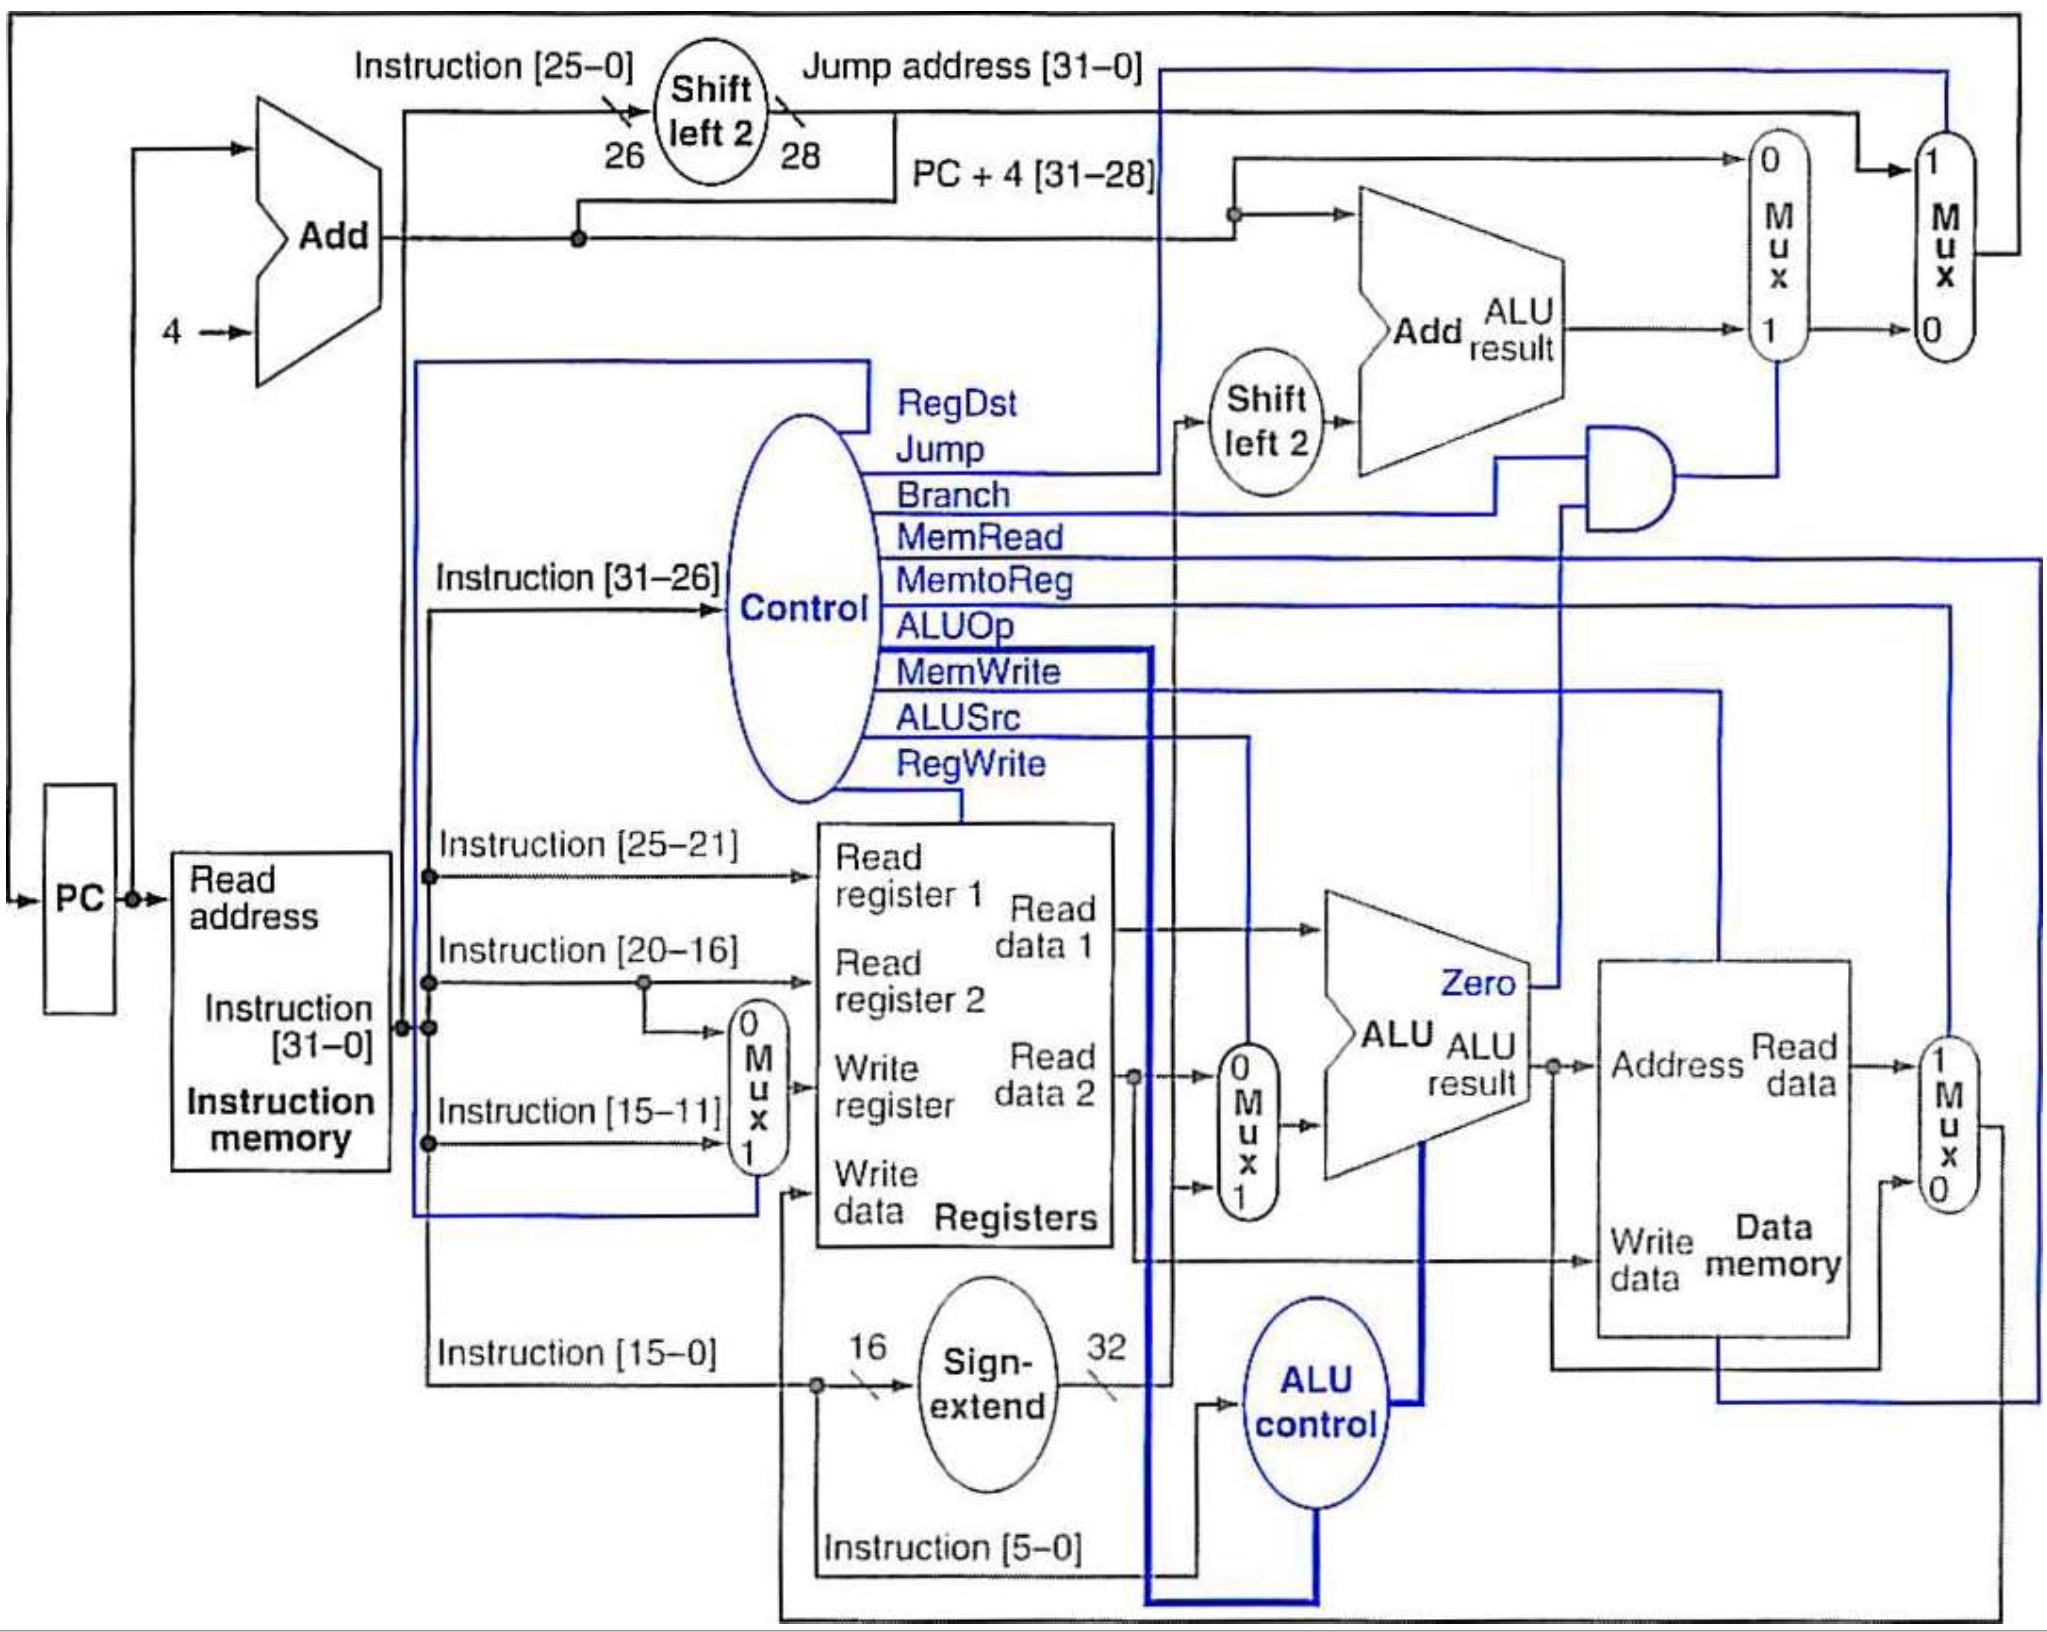 Instruction [25–0]
Shift
left 2
Jump address [31–0]
26
28
PC + 4 [31–28]
Add
4
0
M
u
x
1
1
M
u
x
0
Add
ALU
result
Shift
left 2
RegDst
Jump
Branch
MemRead
MemtoReg
ALUOp
MemWrite
ALUSrc
RegWrite
Control
Instruction [31–26]
PC
Read
address
Instruction
[31–0]
Instruction
memory
Instruction [25–21]
Instruction [20–16]
Instruction [15–11]
0
M
u
x
1
Read
register 1
Read
register 2
Write
register
Write
data
Read
data 1
Read
data 2
Registers
0
M
u
x
1
Zero
ALU
ALU
result
Address
Read
data
Write
data
Data
memory
1
M
u
x
0
Instruction [15–0]
16
Sign-
extend
32
ALU
control
Instruction [5–0]